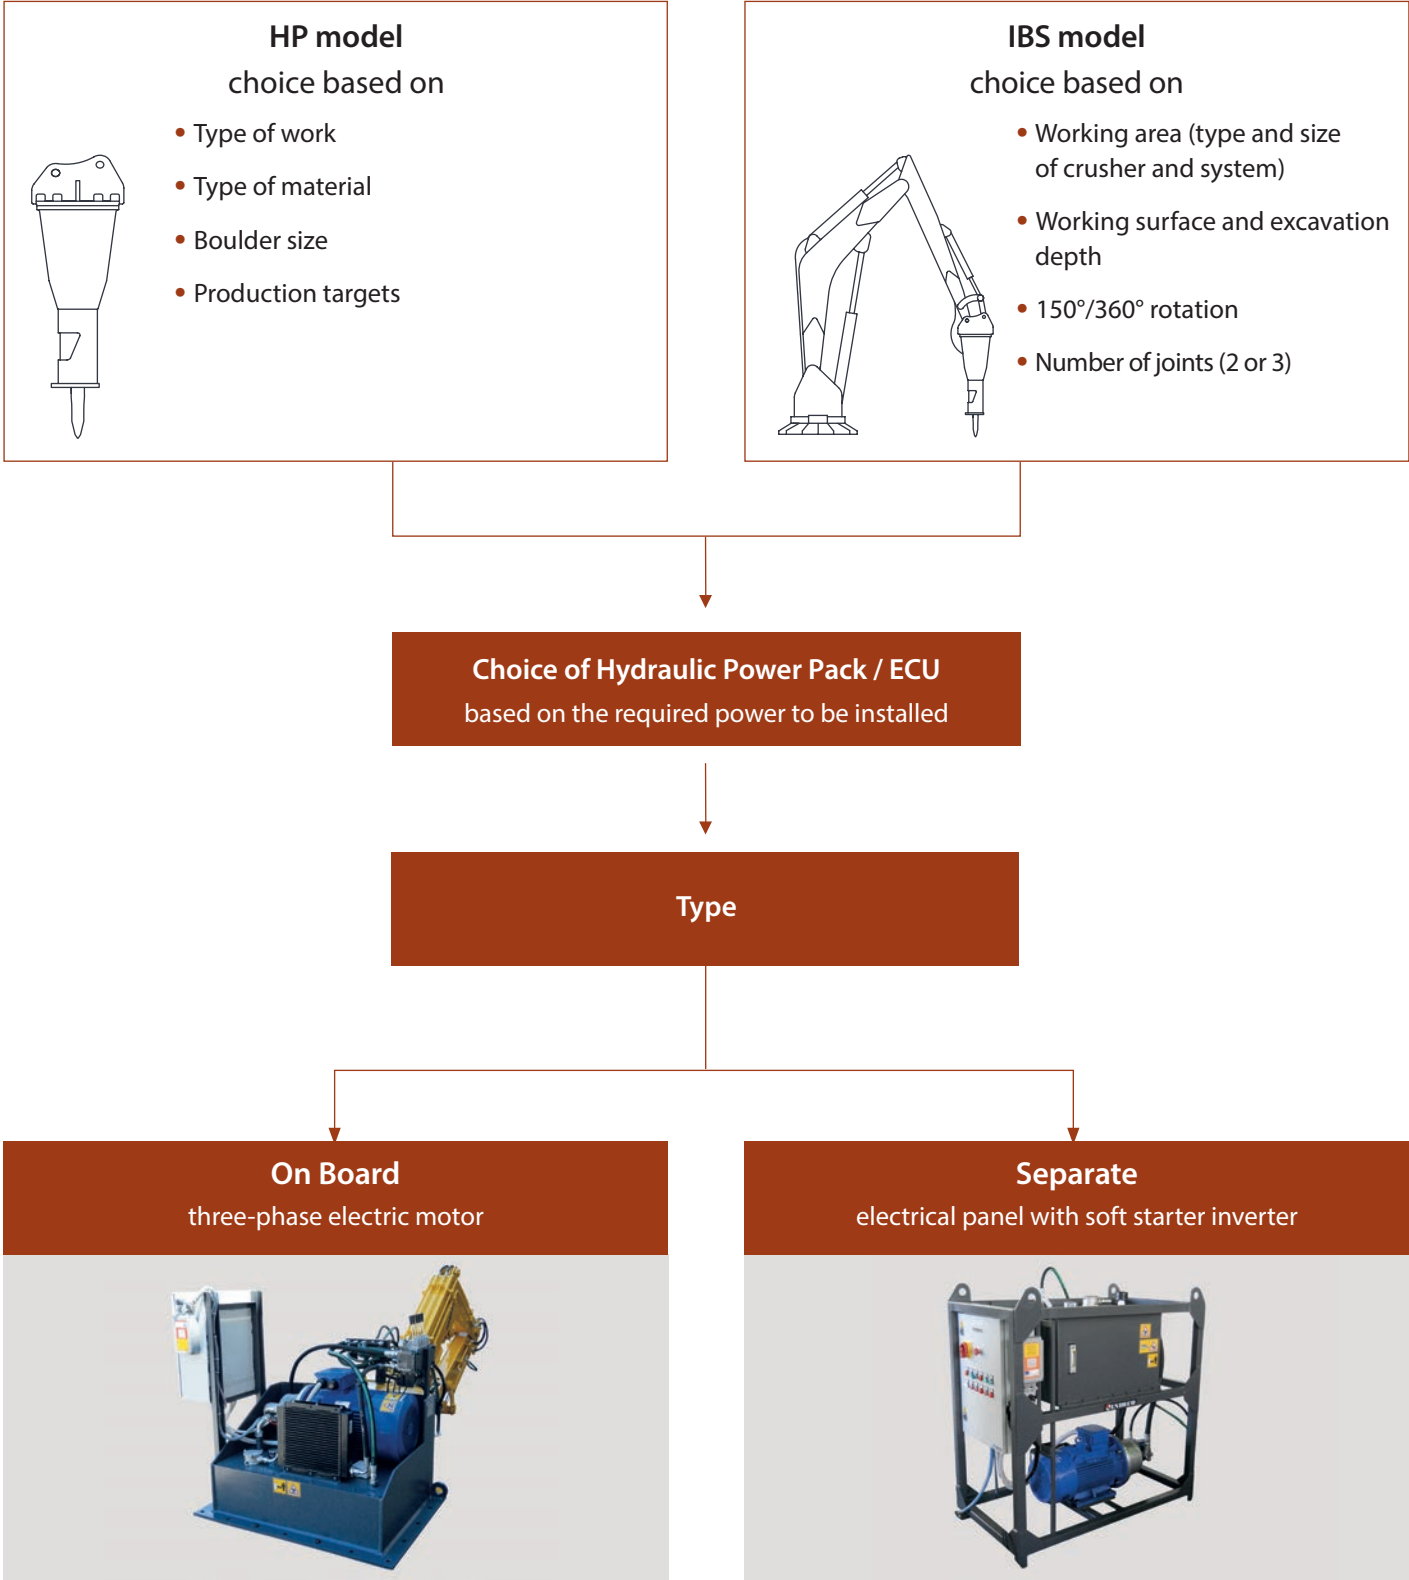 HP model
choice based on
• Type of work
• Type of material
• Boulder size
• Production targets
IBS model
choice based on
• Working area (type and size
of crusher and system)
• Working surface and excavation
depth
• 150°/360° rotation
• Number of joints (2 or 3)
Choice of Hydraulic Power Pack / ECU
based on the required power to be installed
Type
On Board
three-phase electric motor
Separate
electrical panel with soft starter inverter
INDECO